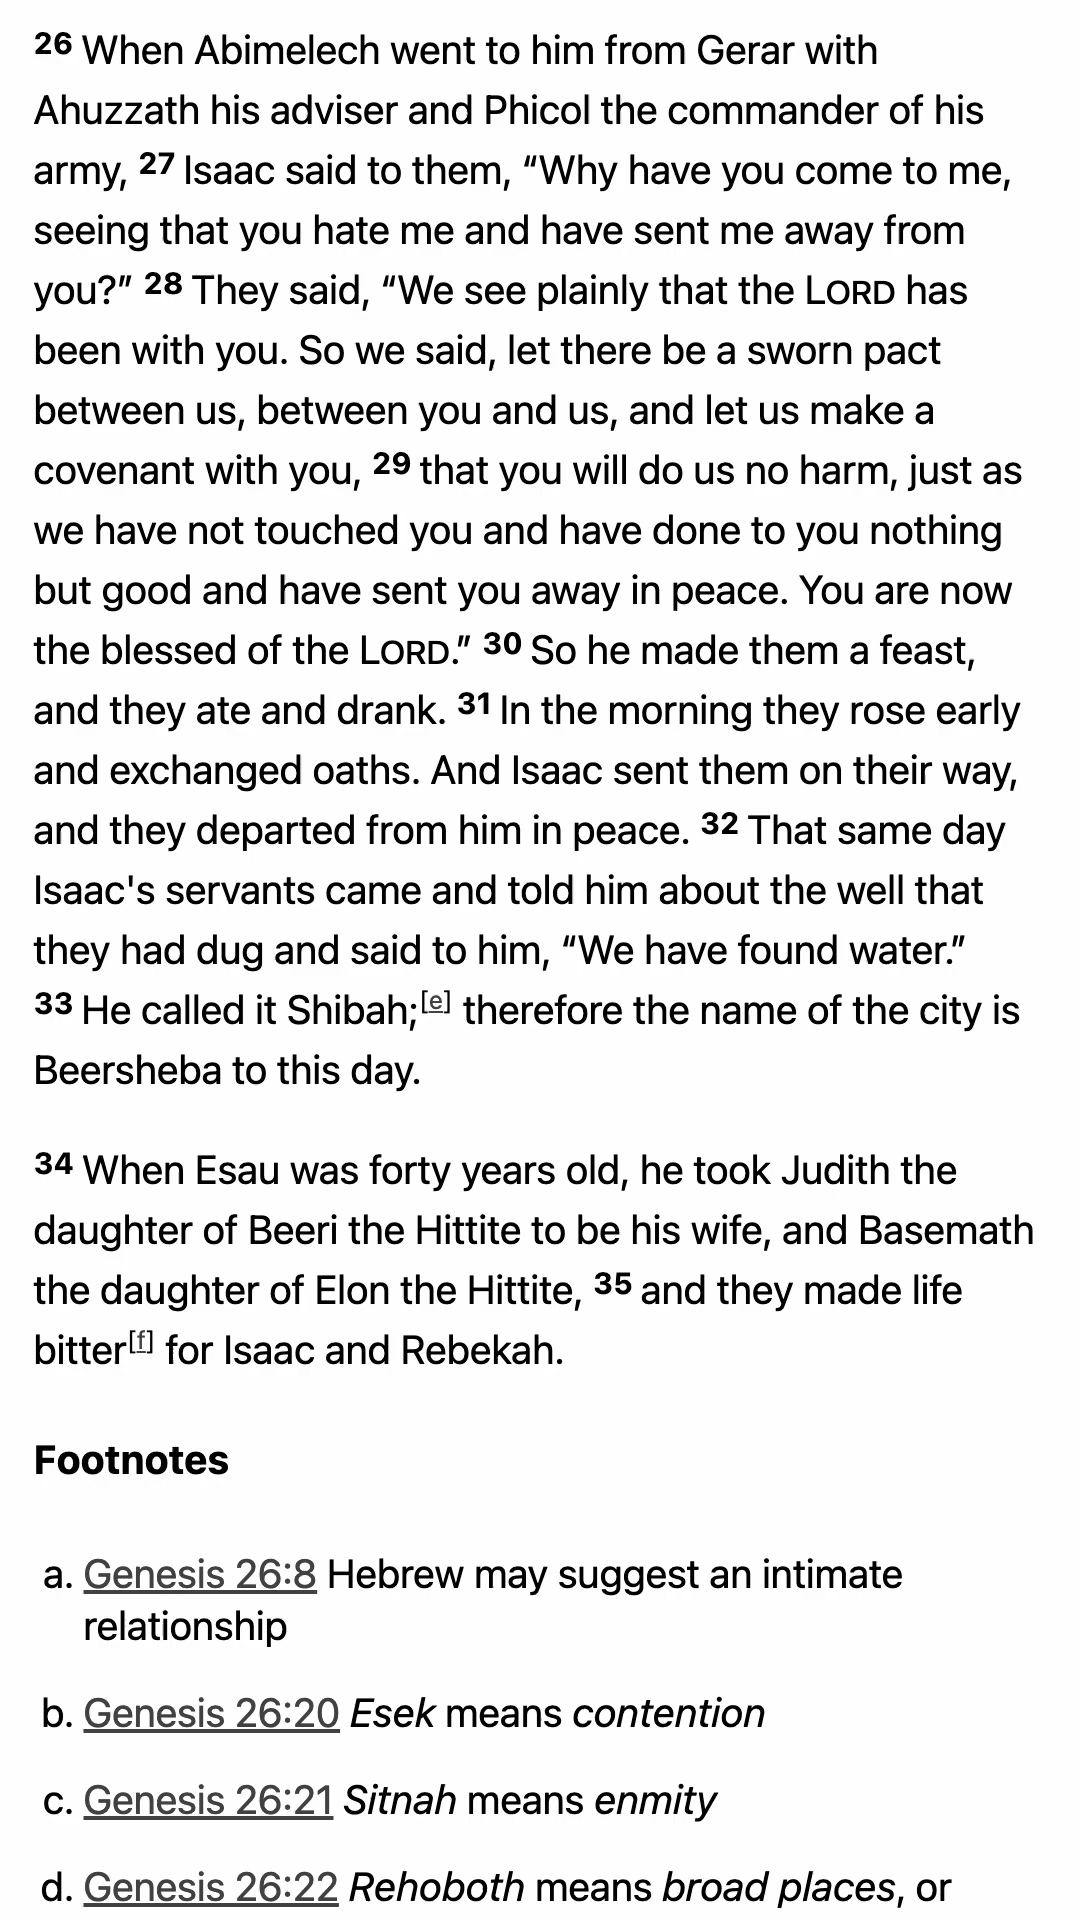 26 When Abimelech went to him from Gerar with
Ahuzzath his adviser and Phicol the commander of his
army, 27 Isaac said to them, “Why have you come to me,
seeing that you hate me and have sent me away from
you?” 28 They said, “We see plainly that the LORD has
been with you. So we said, let there be a sworn pact
between us, between you and us, and let us make a
covenant with you, 29 that you will do us no harm, just as
we have not touched you and have done to you nothing
but good and have sent you away in peace. You are now
the blessed of the LORD.” 30 So he made them a feast,
and they ate and drank. 31 In the morning they rose early
and exchanged oaths. And Isaac sent them on their way,
and they departed from him in peace. 32 That same day
Isaac's servants came and told him about the well that
they had dug and said to him, “We have found water.”
33 He called it Shibah;[e] therefore the name of the city is
Beersheba to this day.
34 When Esau was forty years old, he took Judith the
daughter of Beeri the Hittite to be his wife, and Basemath
the daughter of Elon the Hittite, 35 and they made life
bitter[f] for Isaac and Rebekah.
Footnotes
a. Genesis 26:8 Hebrew may suggest an intimate
relationship
b. Genesis 26:20 Esek means contention
c. Genesis 26:21 Sitnah means enmity
d. Genesis 26:22 Rehoboth means broad places, or